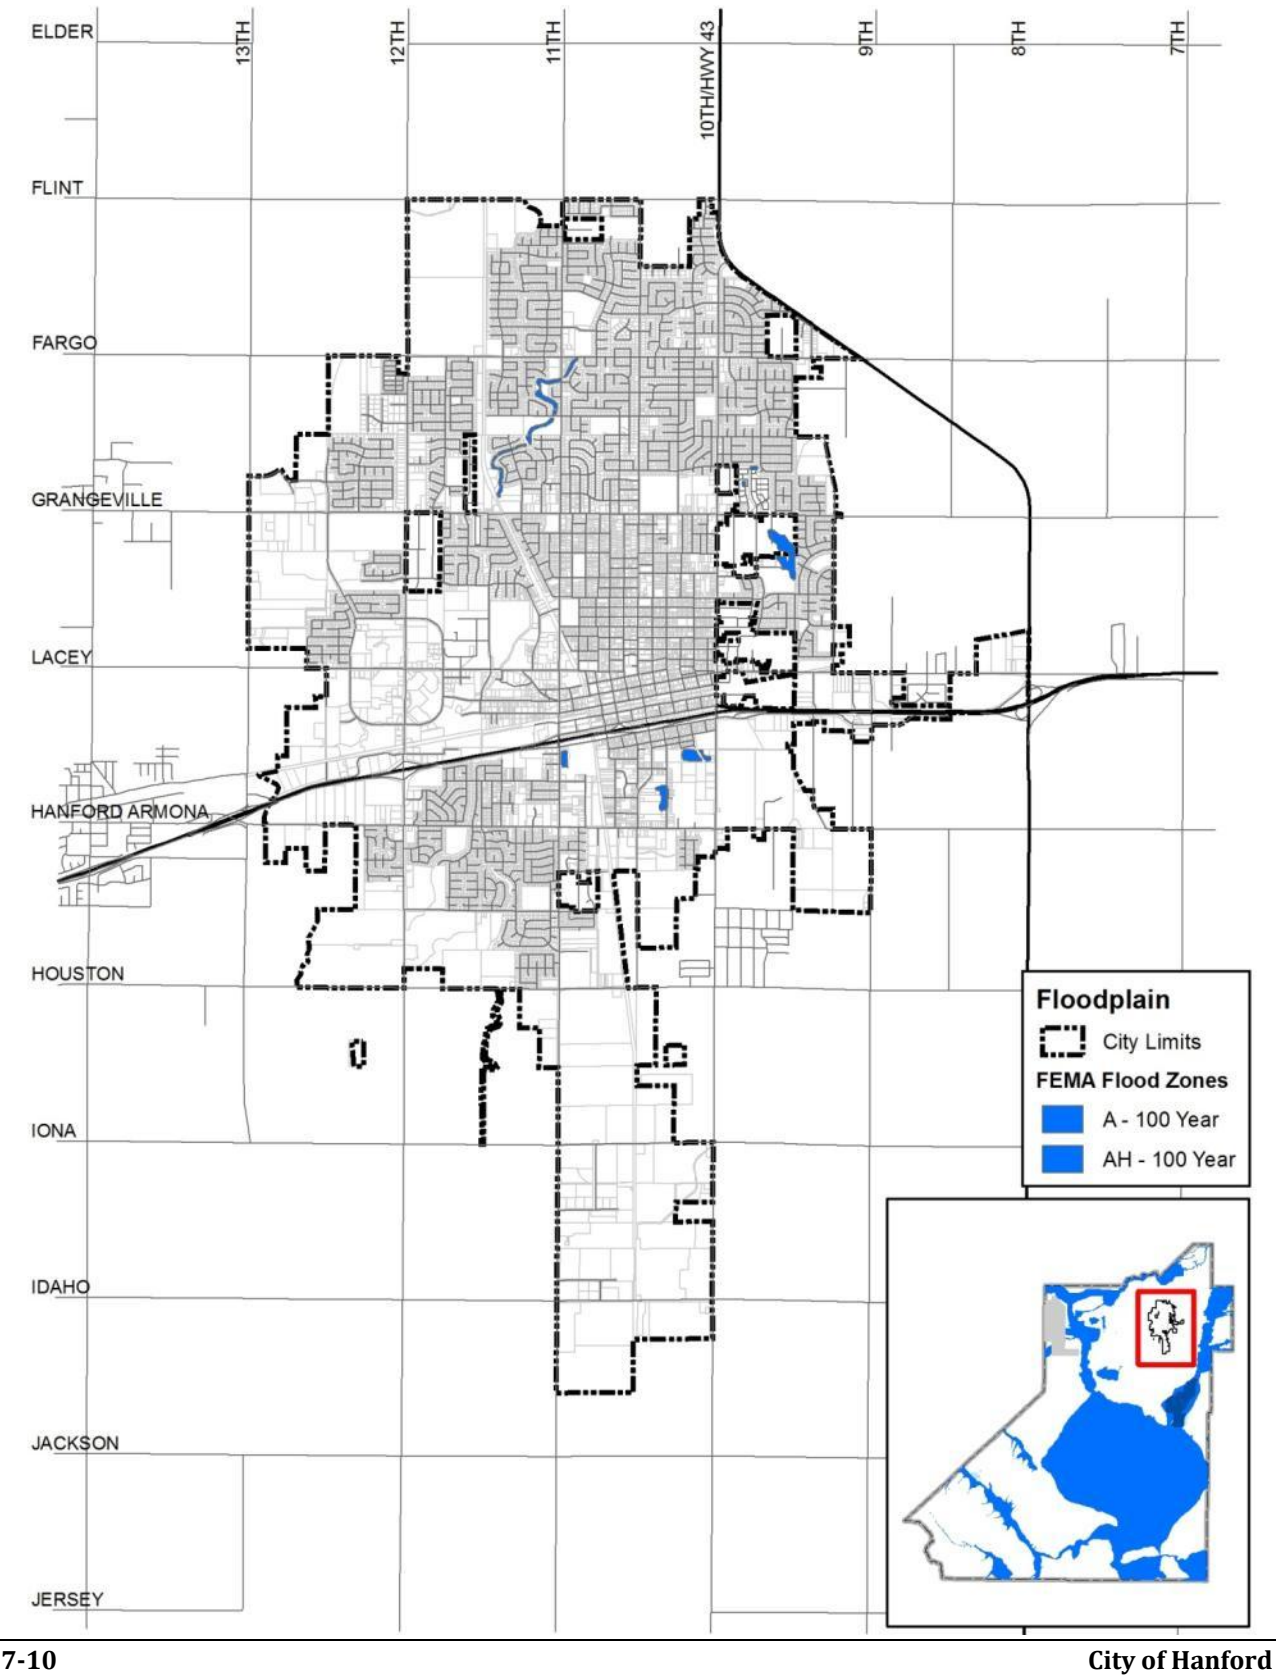 ELDER
13TH
12TH
11TH
10TH/HWY 43
9TH
8TH
7TH
FLINT
FARGO
GRANGEVILLE
LACEY
HANFORD ARMONA
HOUSTON
IONA
IDAHO
JACKSON
JERSEY
Floodplain
City Limits
FEMA Flood Zones
A - 100 Year
AH - 100 Year
7-10
City of Hanford